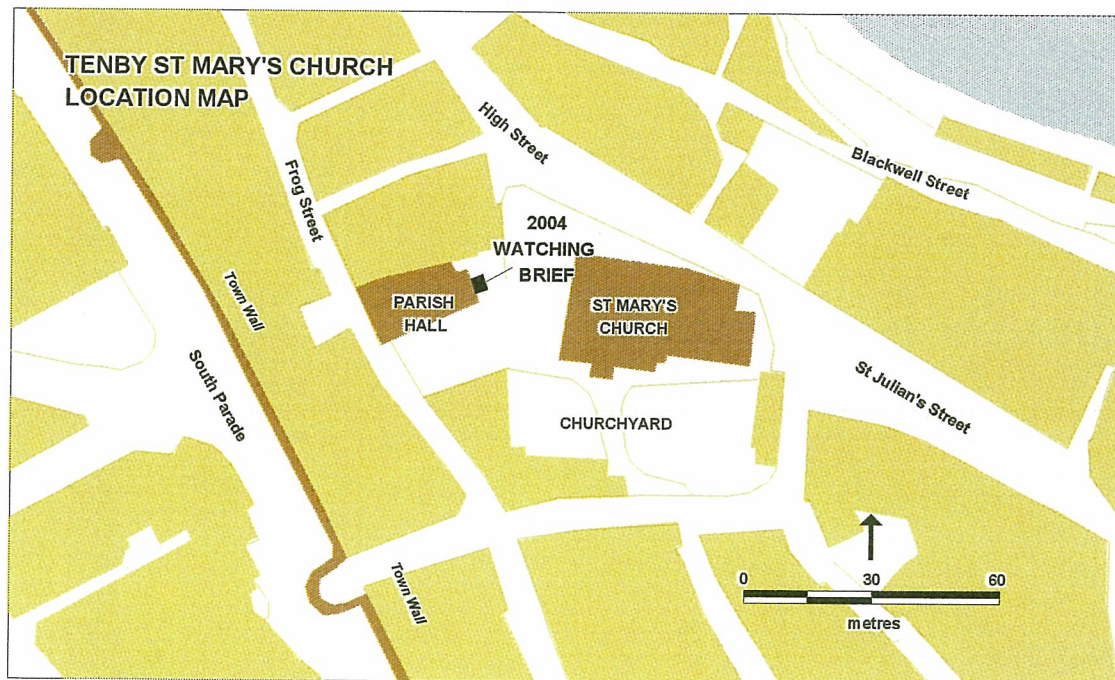 TENBY ST MARY'S CHURCH
LOCATION MAP
High Street
Blackwell Street
Frog Street
2004
WATCHING
BRIEF
Town Wall
PARISH
HALL
ST MARY'S
CHURCH
South Parade
St Julian's Street
CHURCHYARD
Town Wall
0 30 60
metres